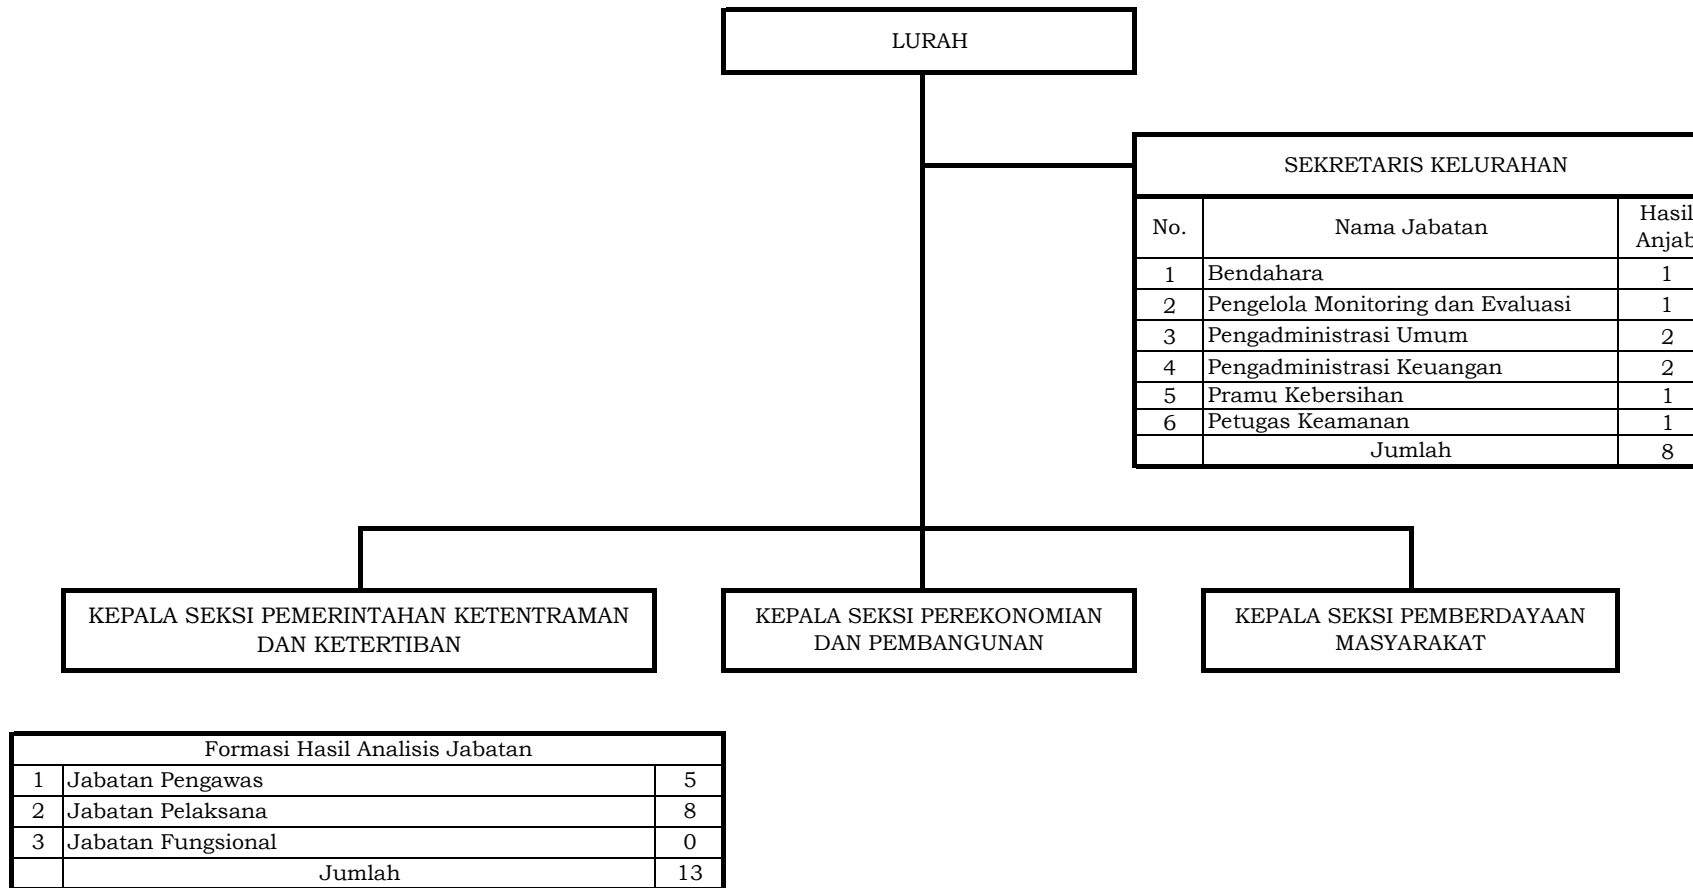 LURAH
SEKRETARIS KELURAHAN
No. Nama Jabatan Hasil Anjab
1 Bendahara 1
2 Pengelola Monitoring dan Evaluasi 1
3 Pengadministrasi Umum 2
4 Pengadministrasi Keuangan 2
5 Pramu Kebersihan 1
6 Petugas Keamanan 1
Jumlah 8
KEPALA SEKSI PEMERINTAHAN KETENTRAMAN
DAN KETERTIBAN
KEPALA SEKSI PEREKONOMIAN
DAN PEMBANGUNAN
KEPALA SEKSI PEMBERDAYAAN
MASYARAKAT
Formasi Hasil Analisis Jabatan
1 Jabatan Pengawas 5
2 Jabatan Pelaksana 8
3 Jabatan Fungsional 0
Jumlah 13